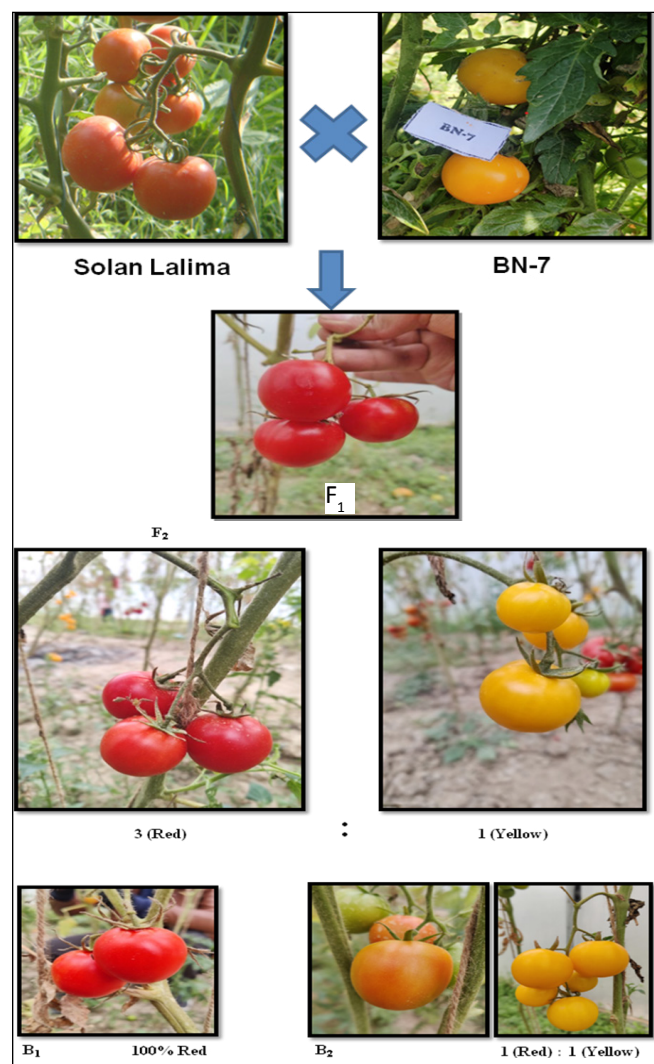 BN-7
Solan Lalima
BN-7
F₁
F₂
3 (Red) : 1 (Yellow)
B₁ 100% Red
B₂ 1 (Red) : 1 (Yellow)